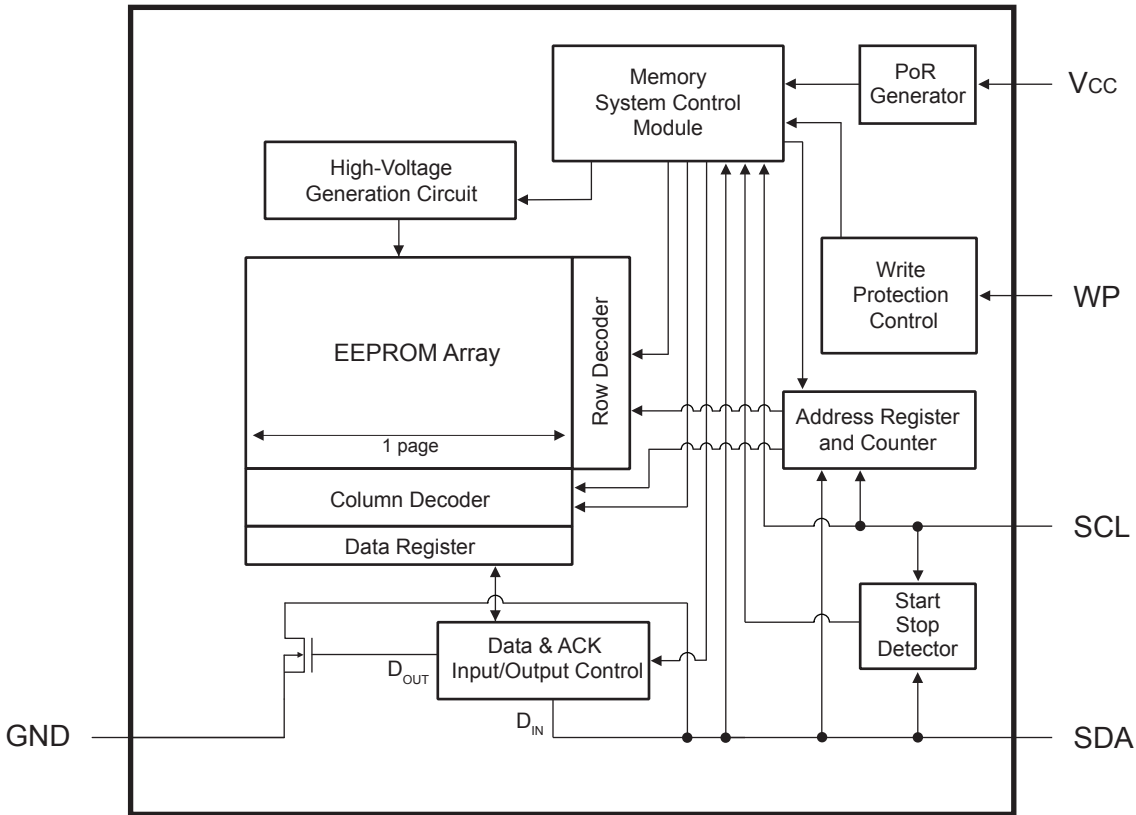 Memory
System Control
Module
PoR
Generator
VCC
High-Voltage
Generation Circuit
Write
Protection
Control
WP
EEPROM Array
Row Decoder
1 page
Address Register
and Counter
Column Decoder
SCL
Data Register
Start
Stop
Detector
Data & ACK
Input/Output Control
DOUT
DIN
GND
SDA